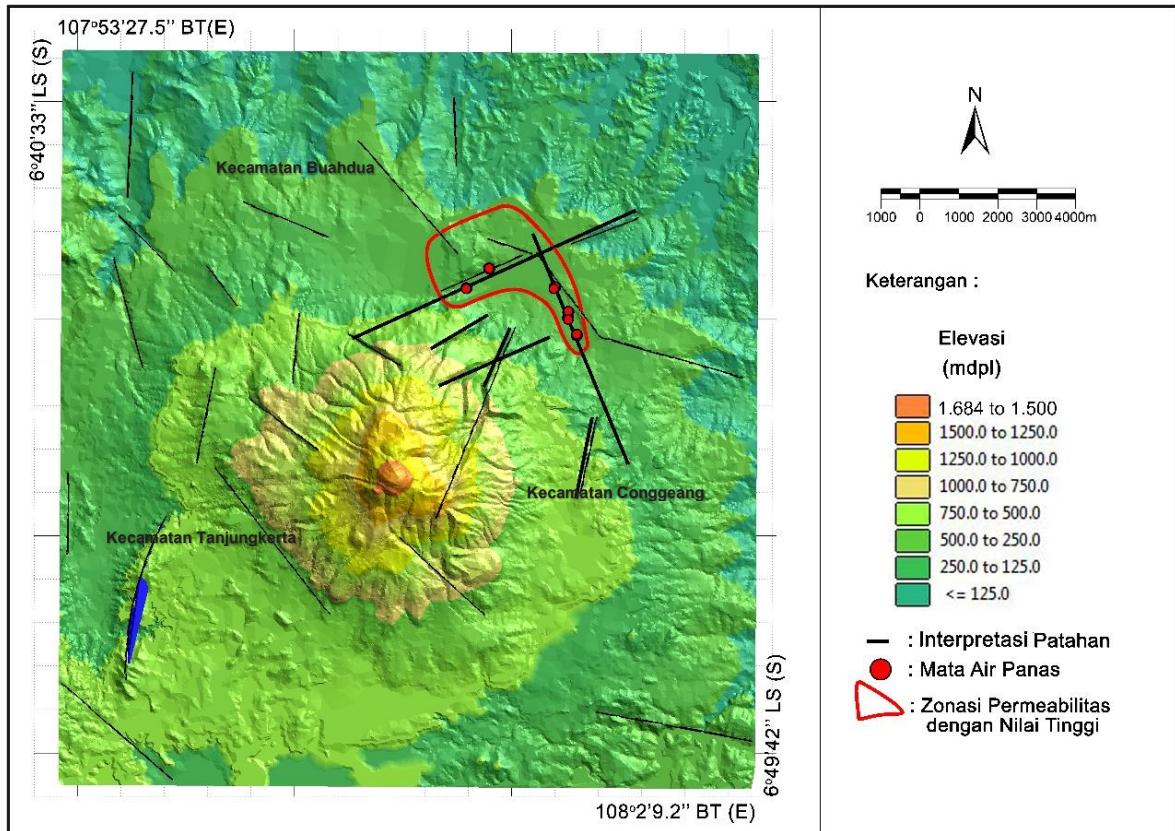 107°53'27.5" BT(E)
6°40'33" LS (S)
Kecamatan Buahdua
Kecamatan Conggeang
Kecamatan Tanjungkerta
6°49'42" LS (S)
108°2'9.2" BT (E)
N
1000 0 1000 2000 3000 4000m
Keterangan :
Elevasi
(mdpl)
1.684 to 1.500
1500.0 to 1250.0
1250.0 to 1000.0
1000.0 to 750.0
750.0 to 500.0
500.0 to 250.0
250.0 to 125.0
<= 125.0
: Interpretasi Patahan
: Mata Air Panas
: Zonasi Permeabilitas
dengan Nilai Tinggi